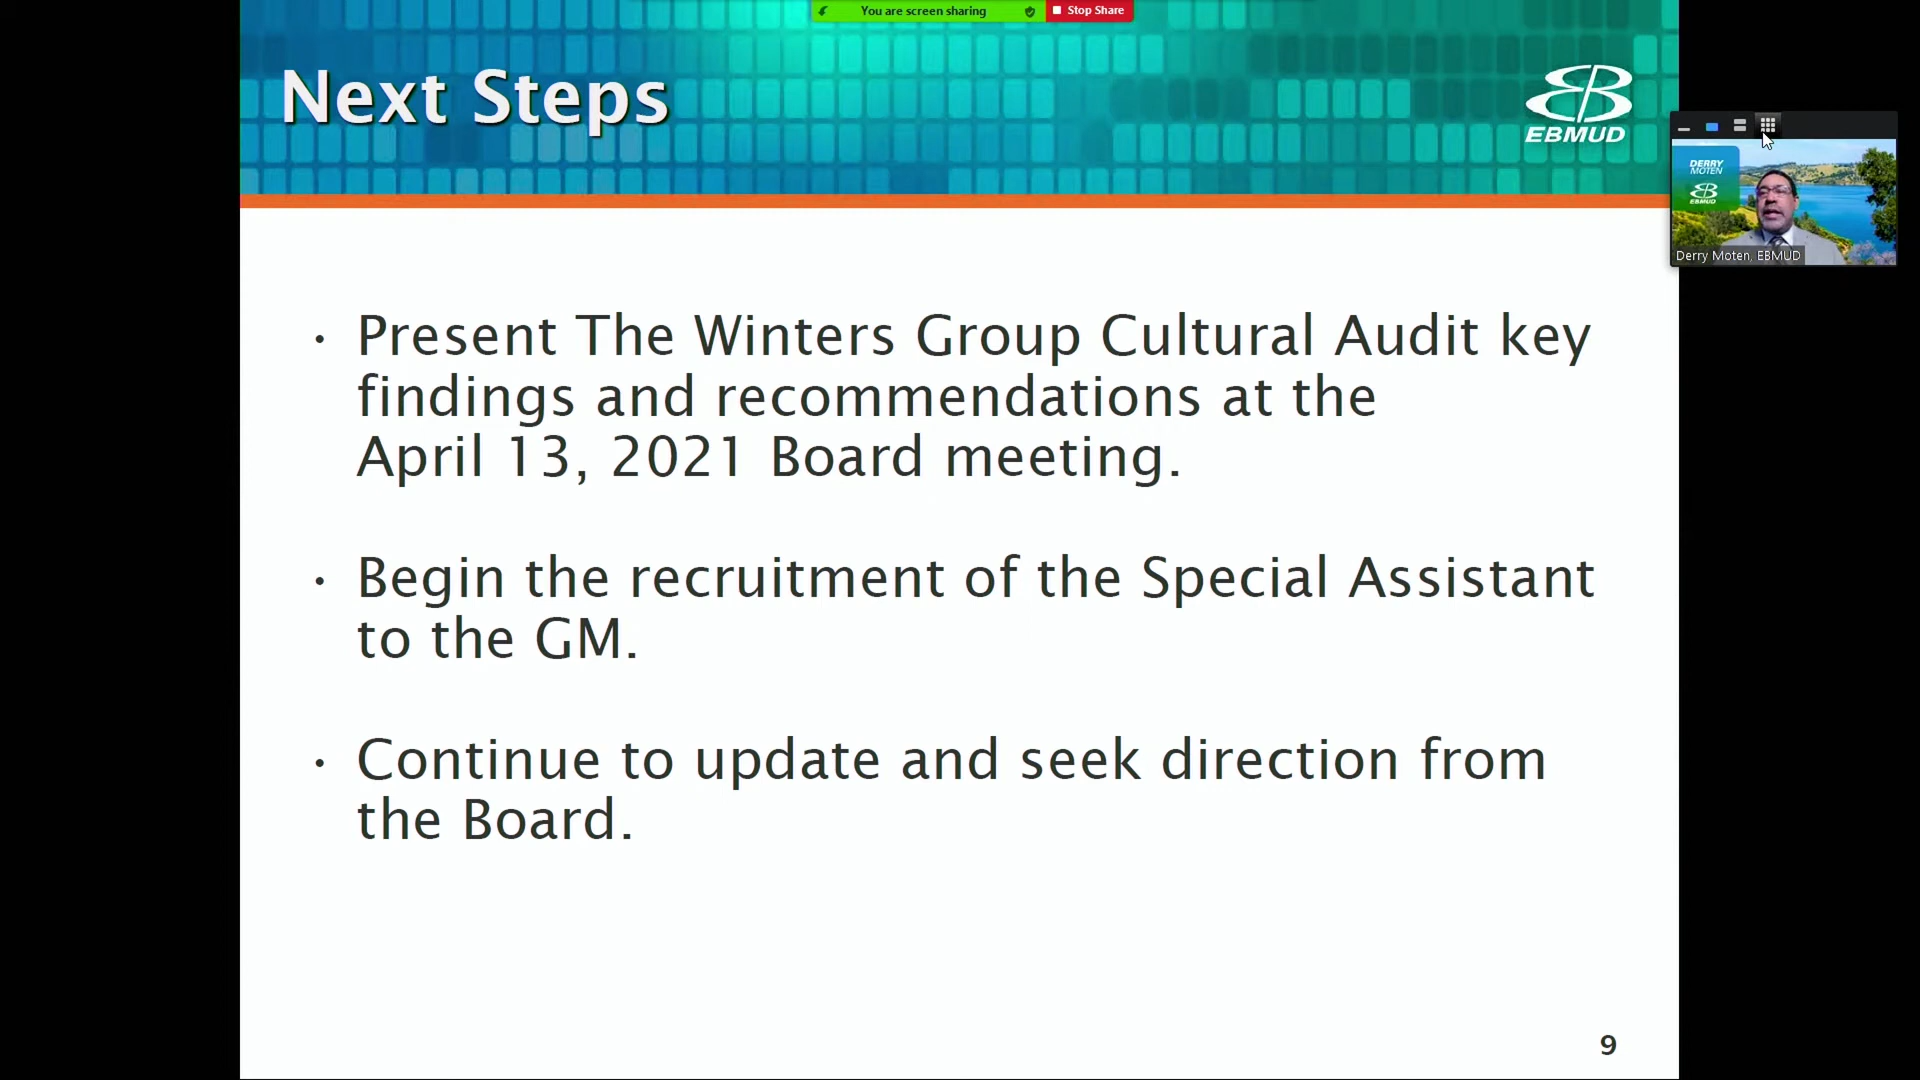 You are screen sharing
Stop Share
Next Steps
EBMUD
DERRY
MOTEN
EBMUD
Derry Moten, EBMUD
• Present The Winters Group Cultural Audit key
findings and recommendations at the
April 13, 2021 Board meeting.
• Begin the recruitment of the Special Assistant
to the GM.
• Continue to update and seek direction from
the Board.
9